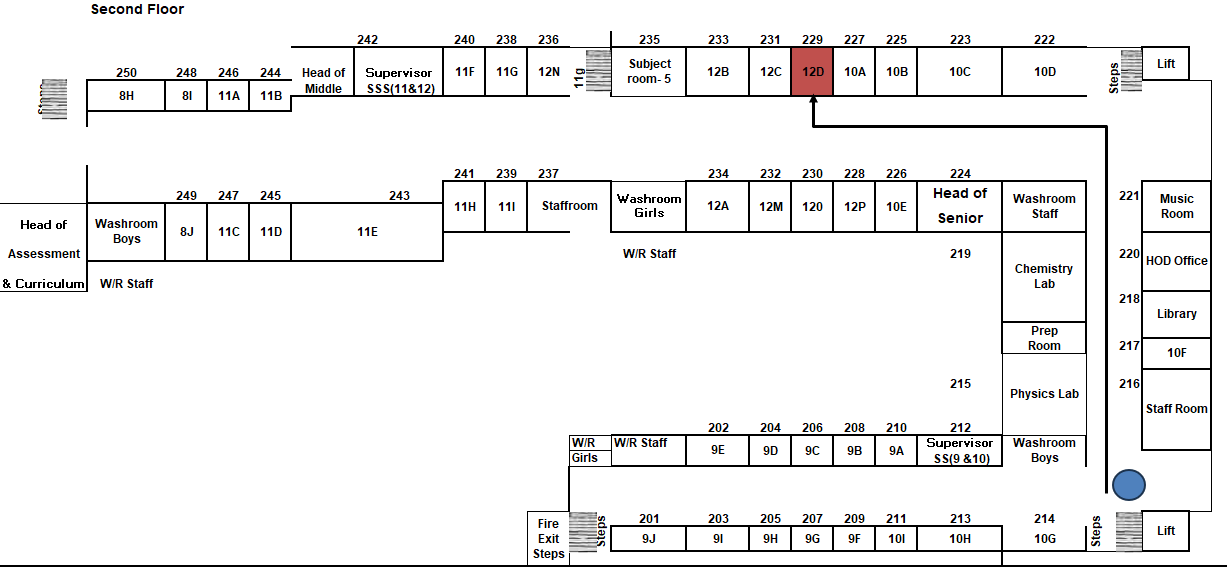 Second Floor
242 240 238 236 235 233 231 229 227 225 223 222
250 248 246 244
Head of
Middle
Supervisor
SSS(11&12)
11F 11G 12N
11g
Subject
room- 5
12B 12C 12D 10A 10B 10C 10D
Steps
Lift
Steps
8H 8I 11A 11B
241 239 237 234 232 230 228 226 224
249 247 245 243
221
11H 11I Staffroom
Washroom
Girls
12A 12M 120 12P 10E
Head of
Senior
Washroom
Staff
Music
Room
Head of
Assessment
& Curriculum
Washroom
Boys
8J 11C 11D 11E
W/R Staff
W/R Staff
219
220
HOD Office
Chemistry
Lab
218
Library
Prep
Room
217
10F
215
Physics Lab
216
Staff Room
202 204 206 208 210 212
W/R
Girls
W/R Staff
9E 9D 9C 9B 9A
Supervisor
SS(9 &10)
Washroom
Boys
201 203 205 207 209 211 213 214
Fire
Exit
Steps
Steps
9J 9I 9H 9G 9F 10I 10H 10G
Steps
Lift